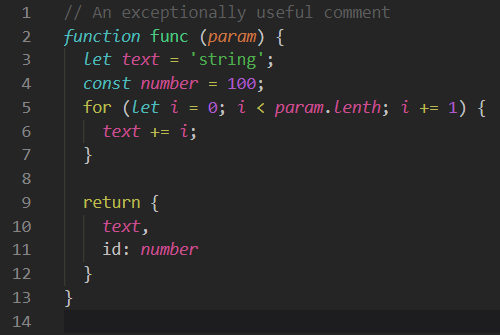 1 // An exceptionally useful comment
2 function func (param) {
3   let text = 'string';
4   const number = 100;
5   for (let i = 0; i < param.lenth; i += 1) {
6     text += i;
7   }
8
9   return {
10     text,
11     id: number
12   }
13 }
14